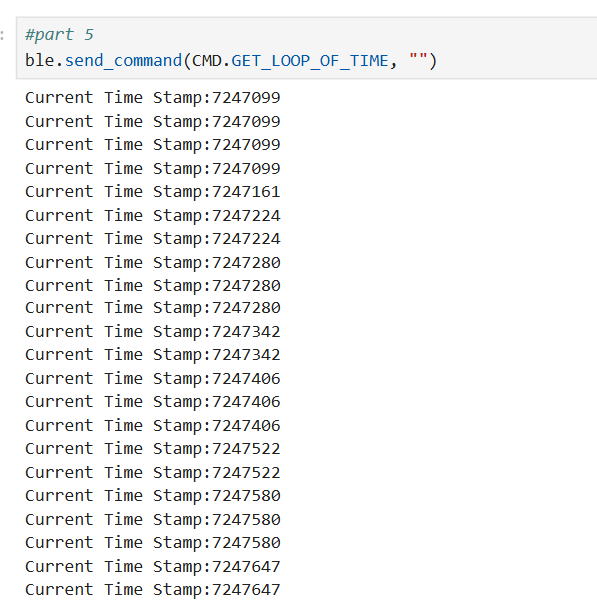 :
#part 5
ble.send_command(CMD.GET_LOOP_OF_TIME, "")
Current Time Stamp:7247099
Current Time Stamp:7247099
Current Time Stamp:7247099
Current Time Stamp:7247099
Current Time Stamp:7247161
Current Time Stamp:7247224
Current Time Stamp:7247224
Current Time Stamp:7247280
Current Time Stamp:7247280
Current Time Stamp:7247280
Current Time Stamp:7247342
Current Time Stamp:7247342
Current Time Stamp:7247406
Current Time Stamp:7247406
Current Time Stamp:7247406
Current Time Stamp:7247522
Current Time Stamp:7247522
Current Time Stamp:7247580
Current Time Stamp:7247580
Current Time Stamp:7247580
Current Time Stamp:7247647
Current Time Stamp:7247647